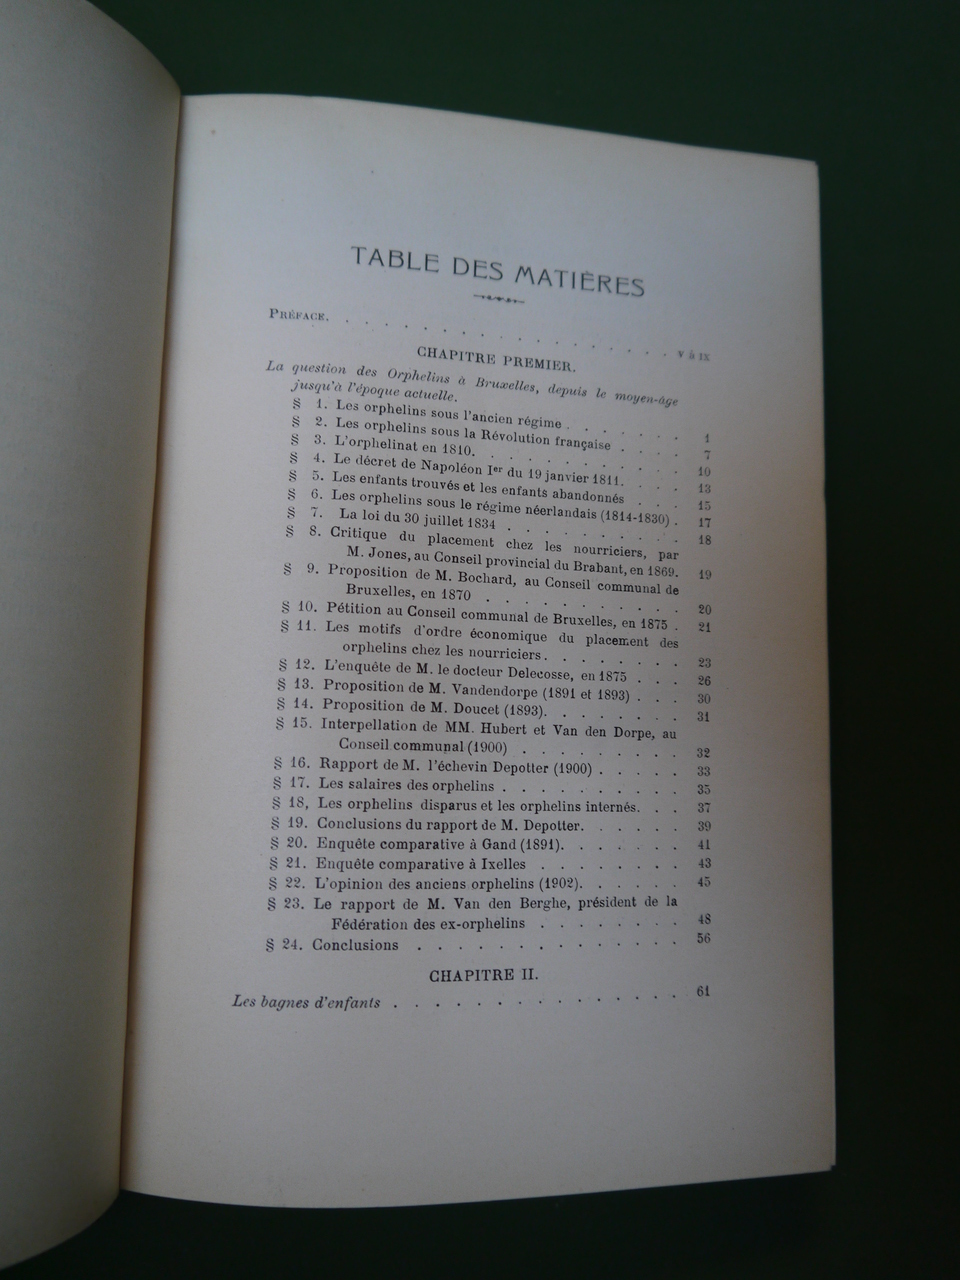 TABLE DES MATIÈRES
PRÉFACE. . . . . . . . . . . . . . . . V à IX
CHAPITRE PREMIER.
La question des Orphelins à Bruxelles, depuis le moyen-âge
jusqu'à l'époque actuelle.
§ 1. Les orphelins sous l'ancien régime . . . . . . . 1
§ 2. Les orphelins sous la Révolution française . . . . 7
§ 3. L'orphelinat en 1810. . . . . . . . . . . 10
§ 4. Le décret de Napoléon Ier du 19 janvier 1811. . . . 13
§ 5. Les enfants trouvés et les enfants abandonnés . . . 15
§ 6. Les orphelins sous le régime néerlandais (1814-1830) . 17
§ 7. La loi du 30 juillet 1834 . . . . . . . . . 18
§ 8. Critique du placement chez les nourriciers, par
M. Jones, au Conseil provincial du Brabant, en 1869. 19
§ 9. Proposition de M. Bochard, au Conseil communal de
Bruxelles, en 1870 . . . . . . . . . . 20
§ 10. Pétition au Conseil communal de Bruxelles, en 1875 . 21
§ 11. Les motifs d'ordre économique du placement des
orphelins chez les nourriciers. . . . . . . . 23
§ 12. L'enquête de M. le docteur Delecosse, en 1875 . . . 26
§ 13. Proposition de M. Vandendorpe (1891 et 1893) . . . 30
§ 14. Proposition de M. Doucet (1893). . . . . . . . 31
§ 15. Interpellation de MM. Hubert et Van den Dorpe, au
Conseil communal (1900) . . . . . . . . . 32
§ 16. Rapport de M. l'échevin Depotter (1900) . . . . . 33
§ 17. Les salaires des orphelins . . . . . . . . . . 35
§ 18, Les orphelins disparus et les orphelins internés. . . 37
§ 19. Conclusions du rapport de M. Depotter. . . . . . 39
§ 20. Enquête comparative à Gand (1891). . . . . . . 41
§ 21. Enquête comparative à Ixelles . . . . . . . . 43
§ 22. L'opinion des anciens orphelins (1902). . . . . . 45
§ 23. Le rapport de M. Van den Berghe, président de la
Fédération des ex-orphelins . . . . . . . . 48
§ 24. Conclusions . . . . . . . . . . . . . . 56
CHAPITRE II.
Les bagnes d'enfants . . . . . . . . . . . . . . . 61